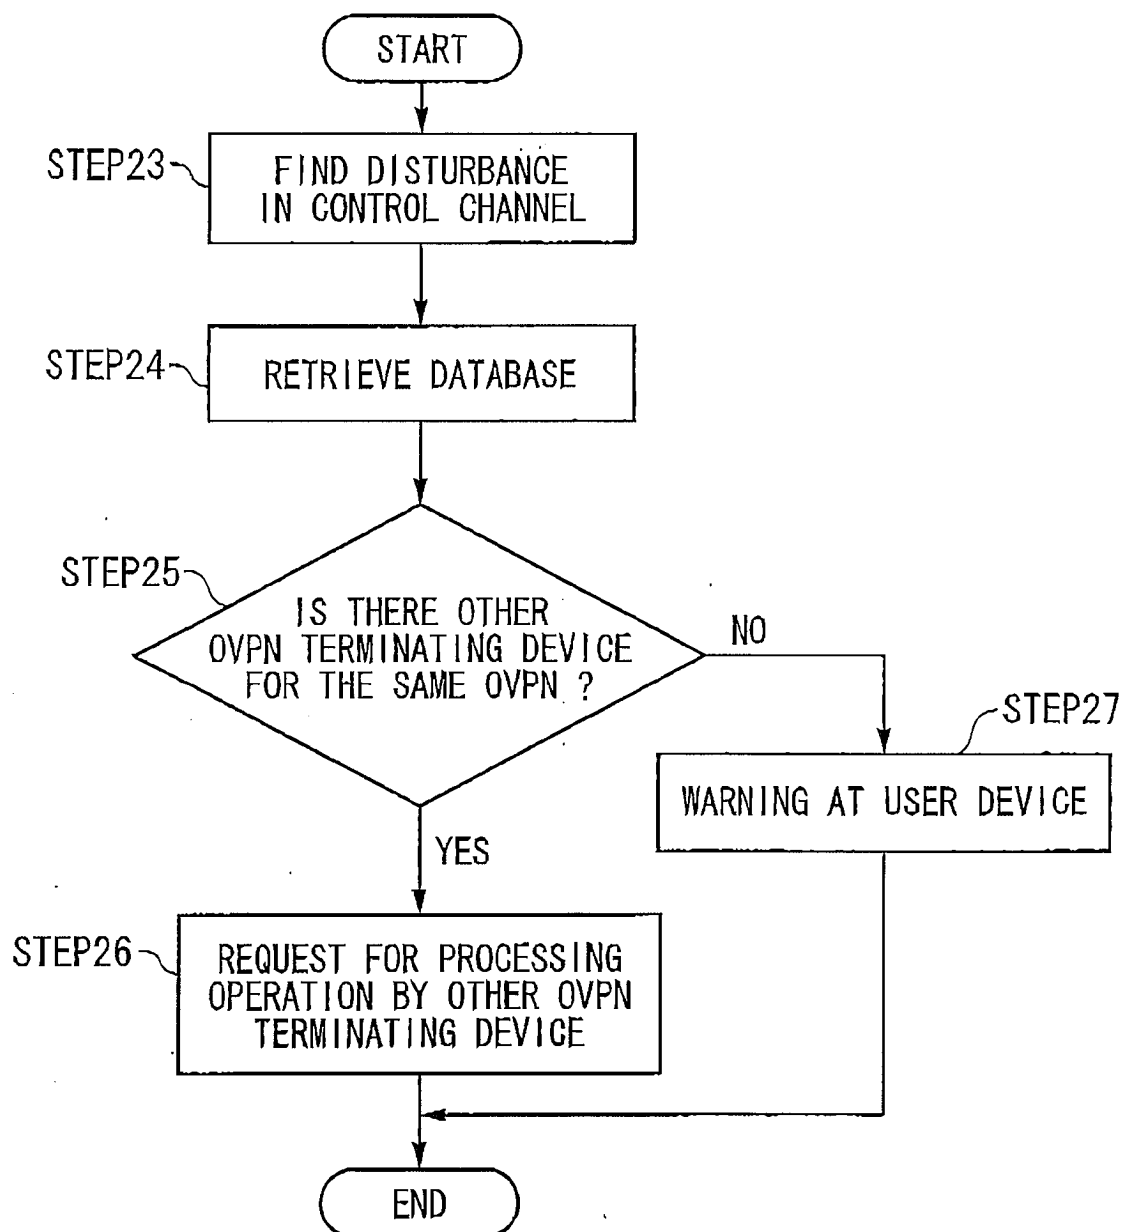 START
STEP23
FIND DISTURBANCE
IN CONTROL CHANNEL
STEP24
RETRIEVE DATABASE
STEP25
IS THERE OTHER
OVPN TERMINATING DEVICE
FOR THE SAME OVPN ?
NO
STEP27
WARNING AT USER DEVICE
YES
STEP26
REQUEST FOR PROCESSING
OPERATION BY OTHER OVPN
TERMINATING DEVICE
END